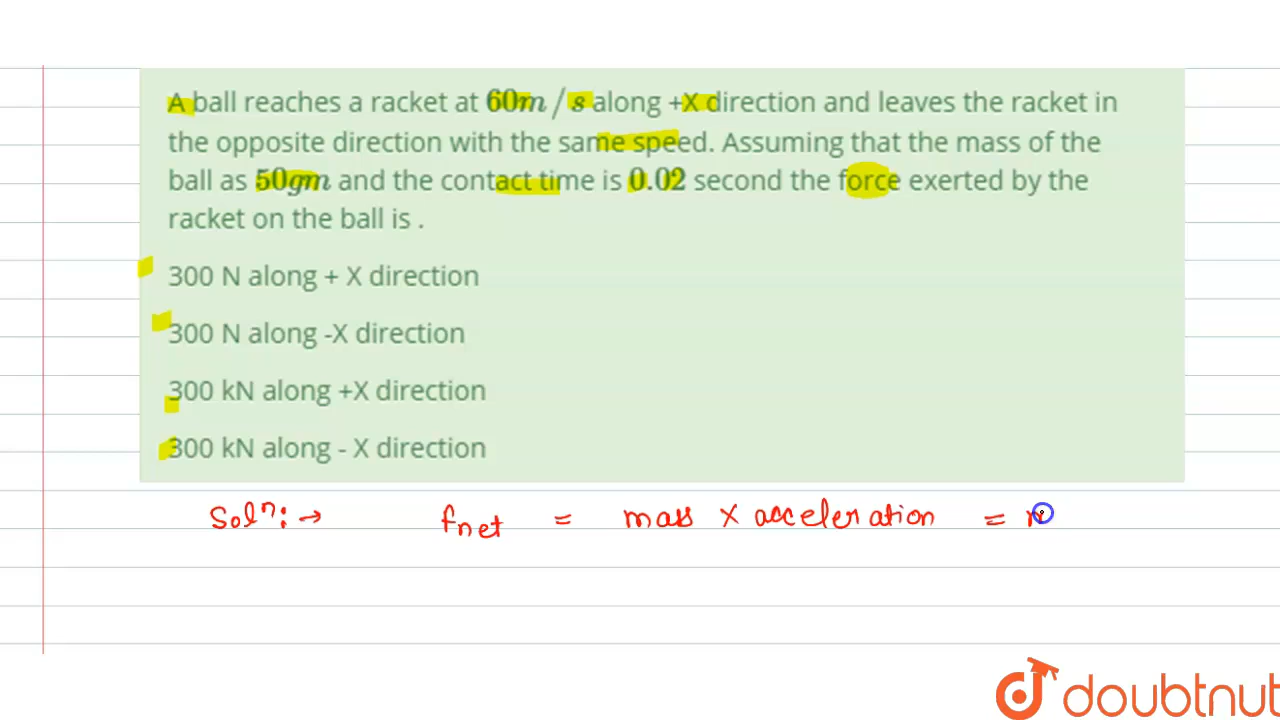 A ball reaches a racket at 60m/s along +X direction and leaves the racket in
the opposite direction with the same speed. Assuming that the mass of the
ball as 50gm and the contact time is 0.02 second the force exerted by the
racket on the ball is .
300 N along + X direction
300 N along -X direction
300 kN along +X direction
300 kN along - X direction
Solⁿ: → fnet = mass × acceleration =
doubtnut